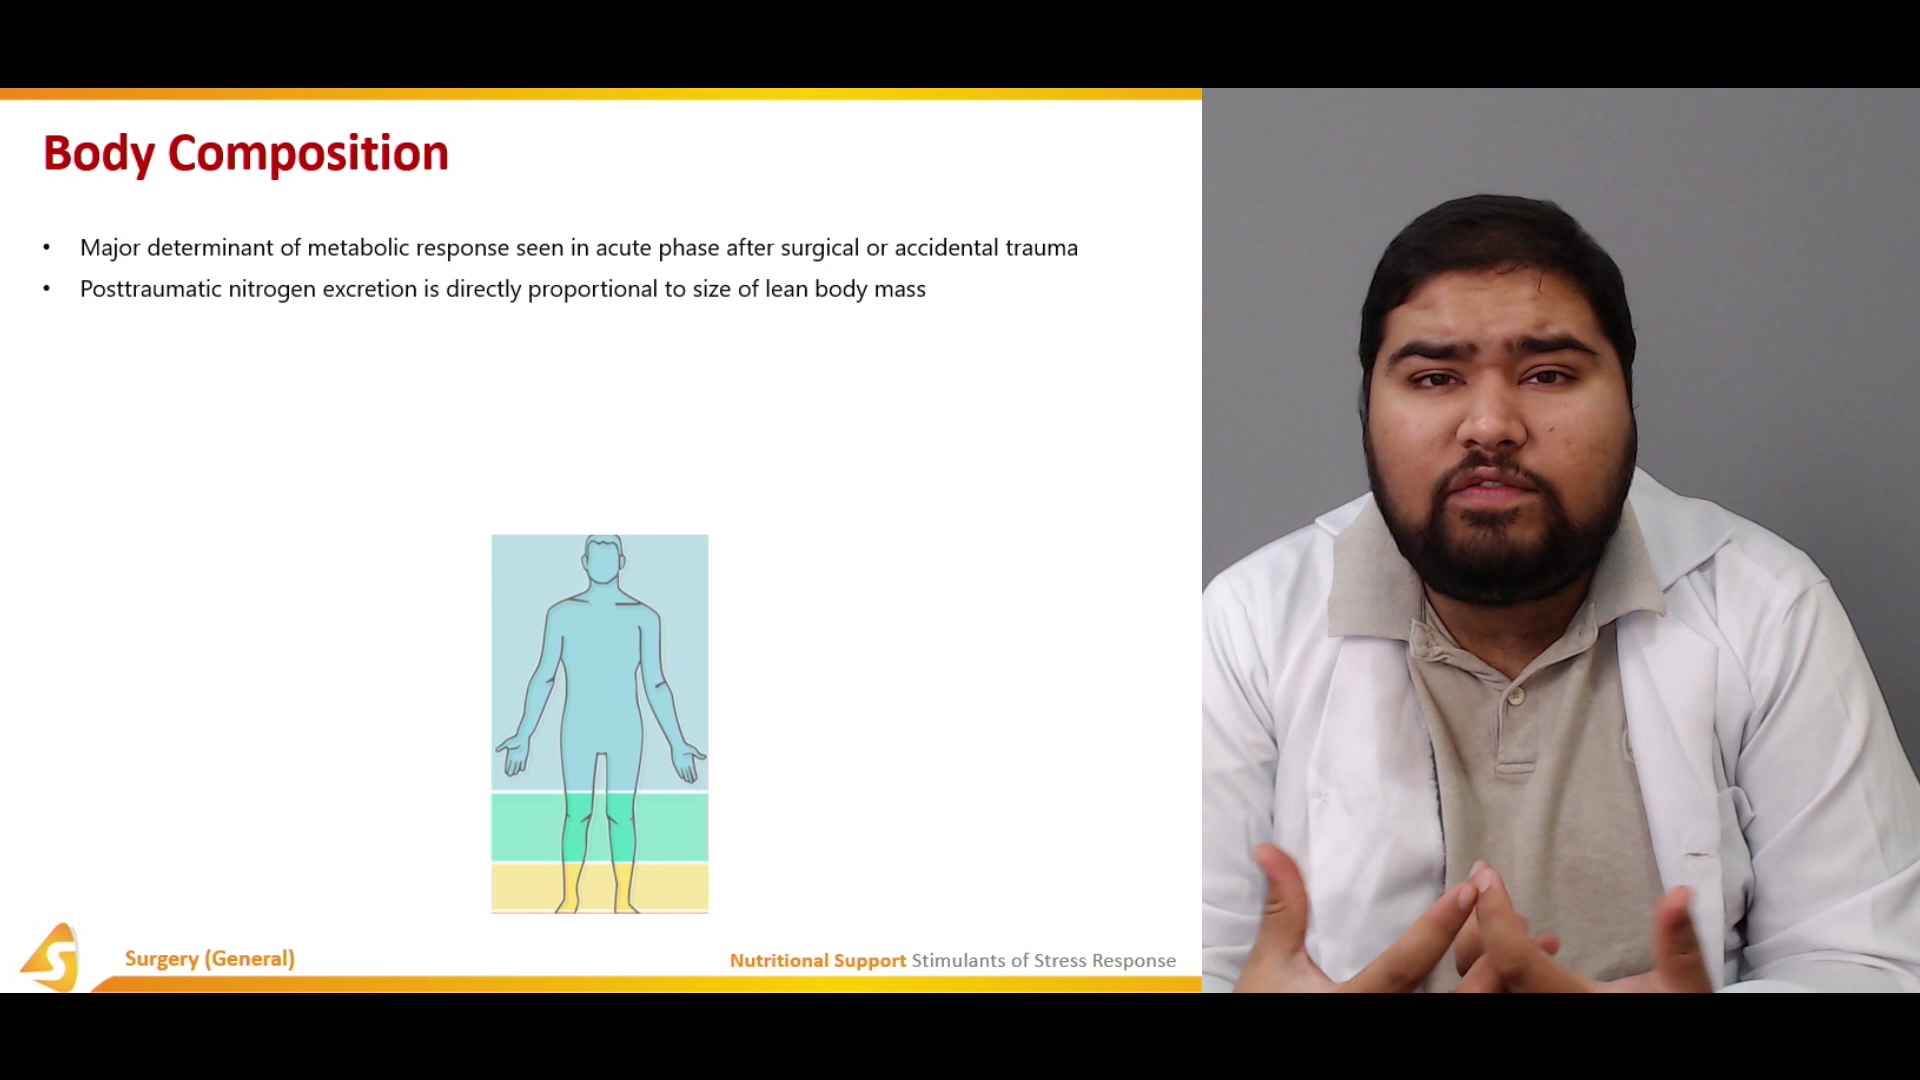 Body Composition
• Major determinant of metabolic response seen in acute phase after surgical or accidental trauma
• Posttraumatic nitrogen excretion is directly proportional to size of lean body mass
S
Surgery (General)
Nutritional Support Stimulants of Stress Response